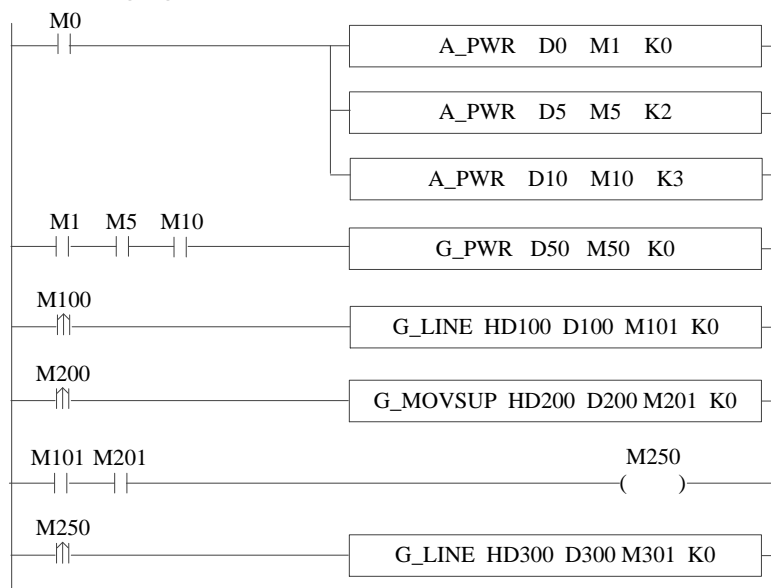 M0
A_PWR D0 M1 K0
A_PWR D5 M5 K2
A_PWR D10 M10 K3
M1 M5 M10
G_PWR D50 M50 K0
M100
G_LINE HD100 D100 M101 K0
M200
G_MOVSUP HD200 D200 M201 K0
M101 M201
M250
( )
M250
G_LINE HD300 D300 M301 K0